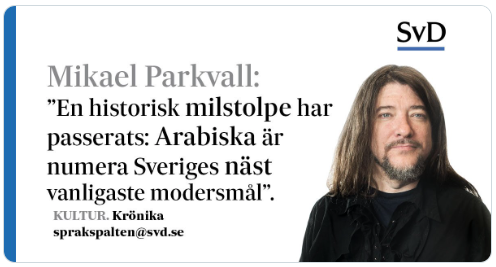 SvD
Mikael Parkvall:
”En historisk milstolpe har
passerats: Arabiska är
numera Sveriges näst
vanligaste modersmål”.
KULTUR. Krönika
sprakspalten@svd.se